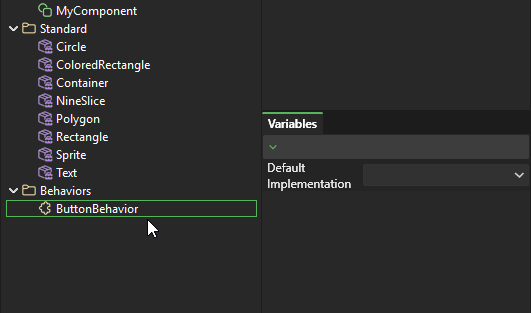 MyComponent
Standard
Circle
ColoredRectangle
Container
NineSlice
Polygon
Rectangle
Sprite
Text
Behaviors
ButtonBehavior
Variables
Default
Implementation